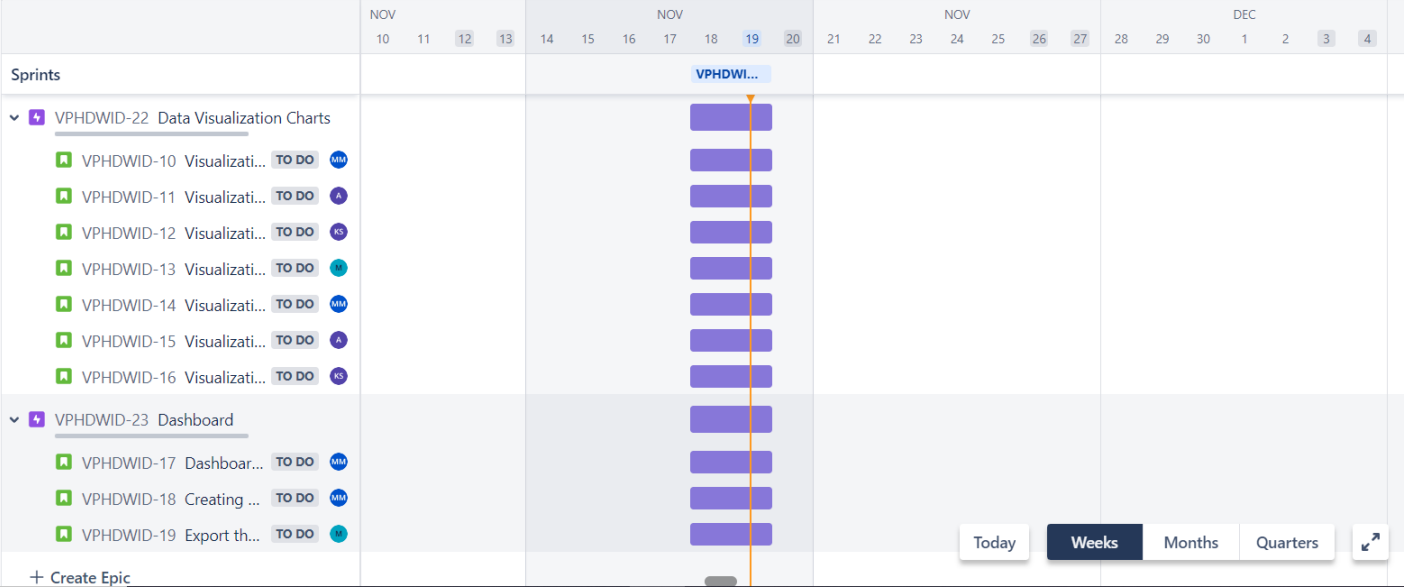 NOV NOV NOV DEC
10 11 12 13 14 15 16 17 18 19 20 21 22 23 24 25 26 27 28 29 30 1 2 3 4
Sprints VPHDWI...
VPHDWID-22 Data Visualization Charts
VPHDWID-10 Visualizati... TO DO MM
VPHDWID-11 Visualizati... TO DO A
VPHDWID-12 Visualizati... TO DO KS
VPHDWID-13 Visualizati... TO DO M
VPHDWID-14 Visualizati... TO DO MM
VPHDWID-15 Visualizati... TO DO A
VPHDWID-16 Visualizati... TO DO KS
VPHDWID-23 Dashboard
VPHDWID-17 Dashboar... TO DO MM
VPHDWID-18 Creating ... TO DO MM
VPHDWID-19 Export th... TO DO M
Today Weeks Months Quarters
+ Create Epic